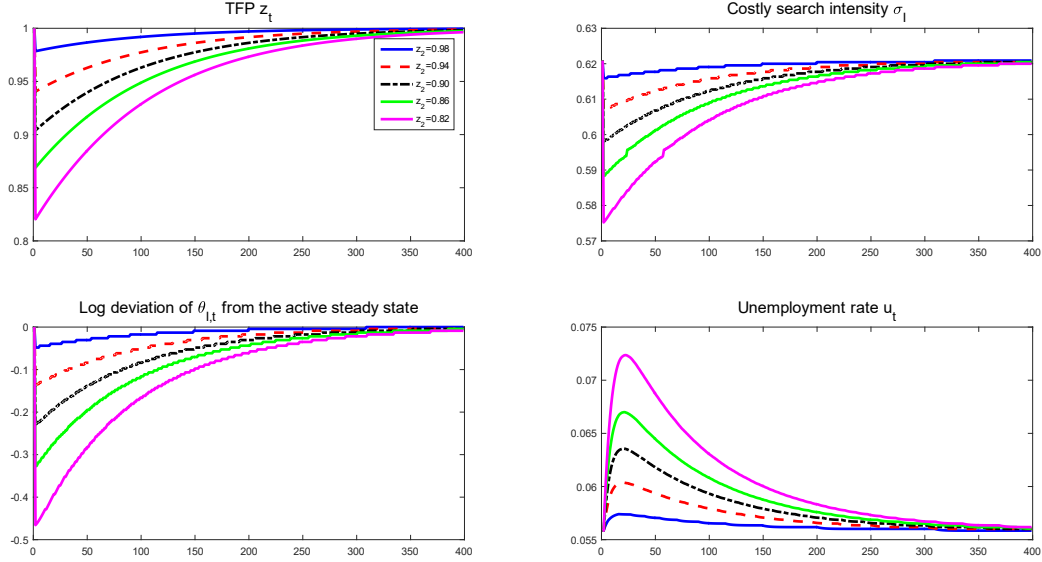 TFP z_t
1
0.95
0.9
0.85
0.8
0 50 100 150 200 250 300 350 400
z_2=0.98
z_2=0.94
z_2=0.90
z_2=0.86
z_2=0.82
Costly search intensity σ_I
0.63
0.62
0.61
0.6
0.59
0.58
0.57
0 50 100 150 200 250 300 350 400
Log deviation of θ_{I,t} from the active steady state
0
-0.1
-0.2
-0.3
-0.4
-0.5
0 50 100 150 200 250 300 350 400
Unemployment rate u_t
0.075
0.07
0.065
0.06
0.055
0 50 100 150 200 250 300 350 400